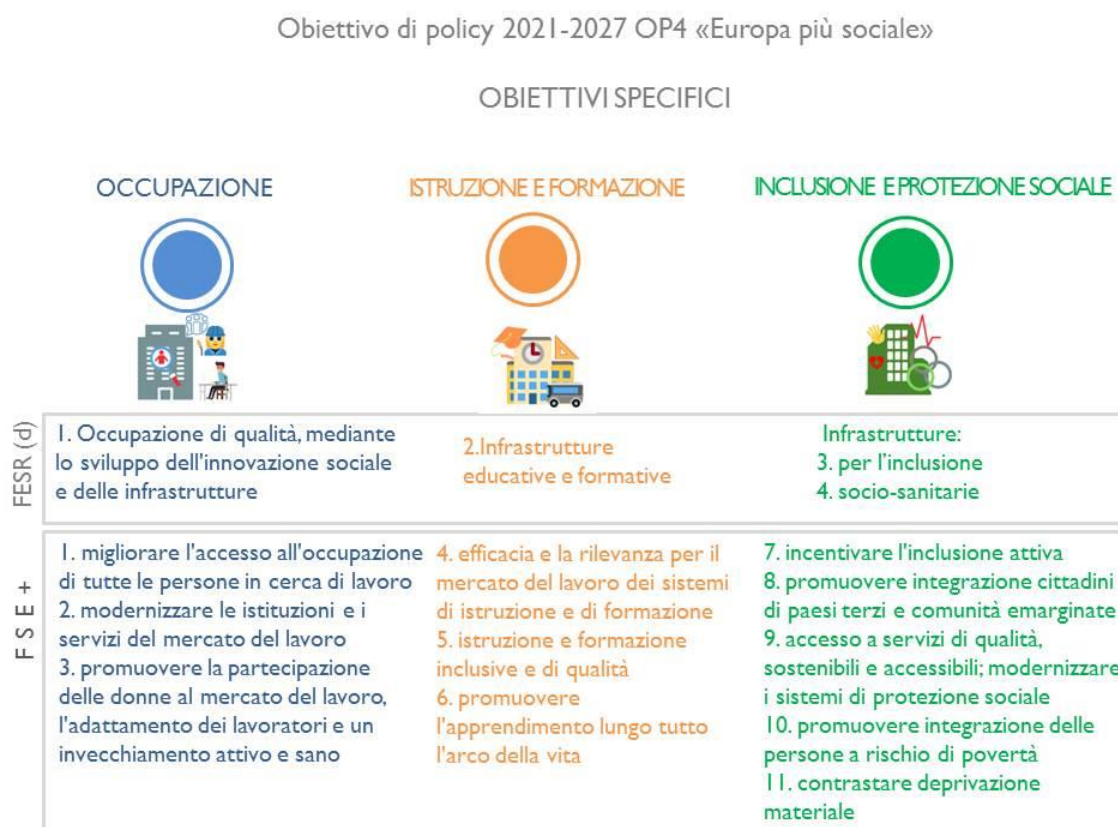 Obiettivo di policy 2021-2027 OP4 «Europa più sociale»
OBIETTIVI SPECIFICI
OCCUPAZIONE
ISTRUZIONE E FORMAZIONE
INCLUSIONE E PROTEZIONE SOCIALE
FESR (d)
1. Occupazione di qualità, mediante
lo sviluppo dell'innovazione sociale
e delle infrastrutture
2.Infrastrutture
educative e formative
Infrastrutture:
3. per l’inclusione
4. socio-sanitarie
F S E +
1. migliorare l'accesso all'occupazione
di tutte le persone in cerca di lavoro
2. modernizzare le istituzioni e i
servizi del mercato del lavoro
3. promuovere la partecipazione
delle donne al mercato del lavoro,
l'adattamento dei lavoratori e un
invecchiamento attivo e sano
4. efficacia e la rilevanza per il
mercato del lavoro dei sistemi
di istruzione e di formazione
5. istruzione e formazione
inclusive e di qualità
6. promuovere
l'apprendimento lungo tutto
l'arco della vita
7. incentivare l'inclusione attiva
8. promuovere integrazione cittadini
di paesi terzi e comunità emarginate
9. accesso a servizi di qualità,
sostenibili e accessibili; modernizzare
i sistemi di protezione sociale
10. promuovere integrazione delle
persone a rischio di povertà
11. contrastare deprivazione
materiale